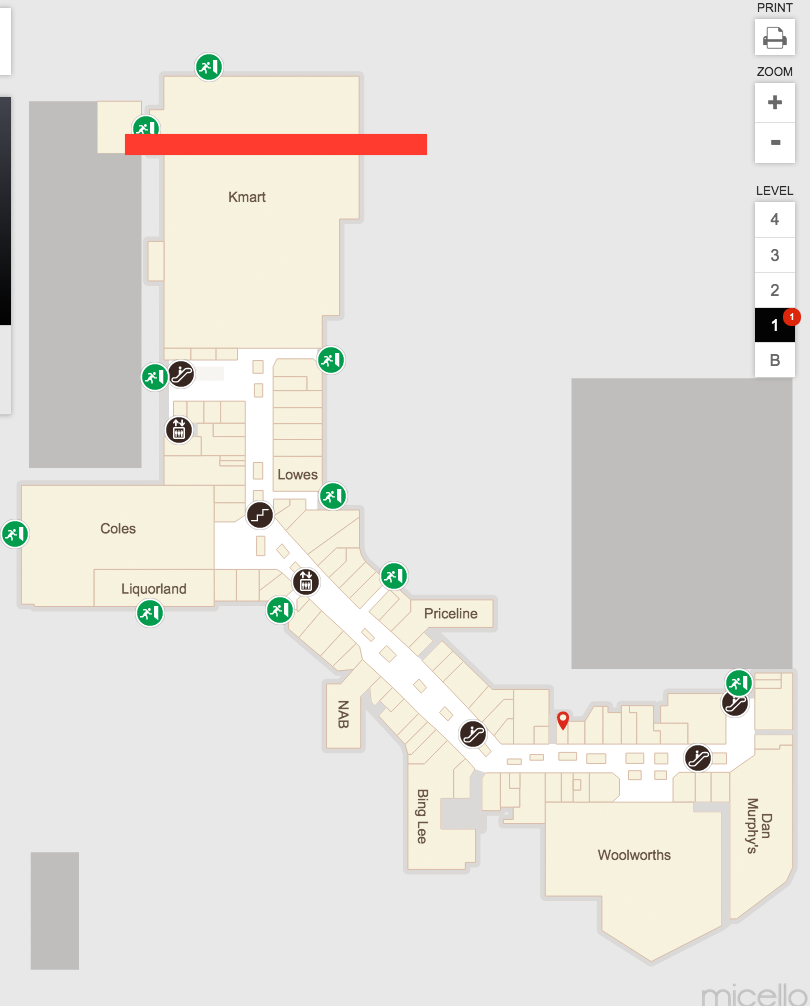 PRINT
ZOOM
+
-
LEVEL
4
3
2
1
1
B
Kmart
Lowes
Coles
Liquorland
Priceline
NAB
Bing Lee
Woolworths
Dan
Murphy's
micello